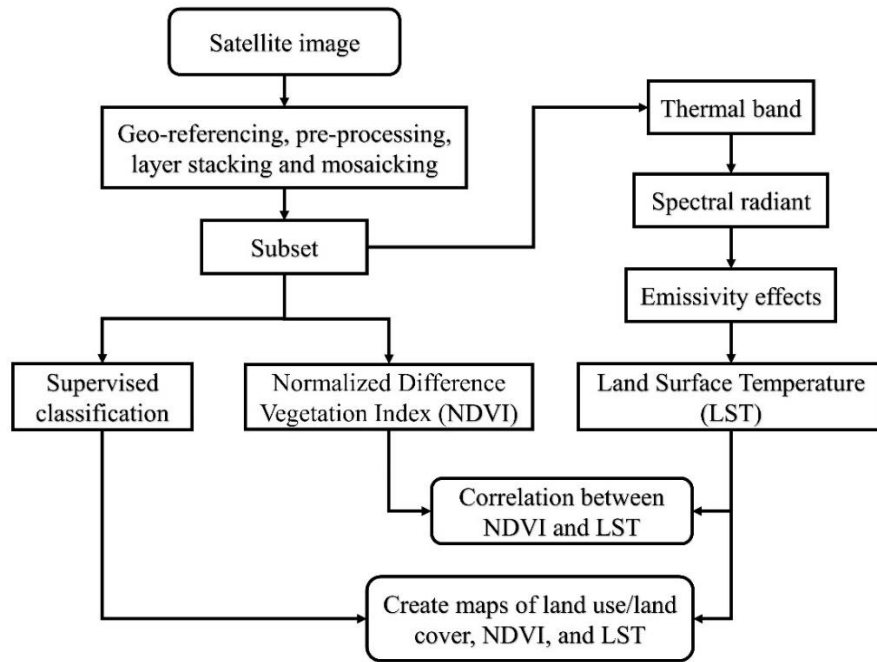 Satellite image
Geo-referencing, pre-processing,
layer stacking and mosaicking
Subset
Thermal band
Spectral radiant
Emissivity effects
Supervised
classification
Normalized Difference
Vegetation Index (NDVI)
Land Surface Temperature
(LST)
Correlation between
NDVI and LST
Create maps of land use/land
cover, NDVI, and LST